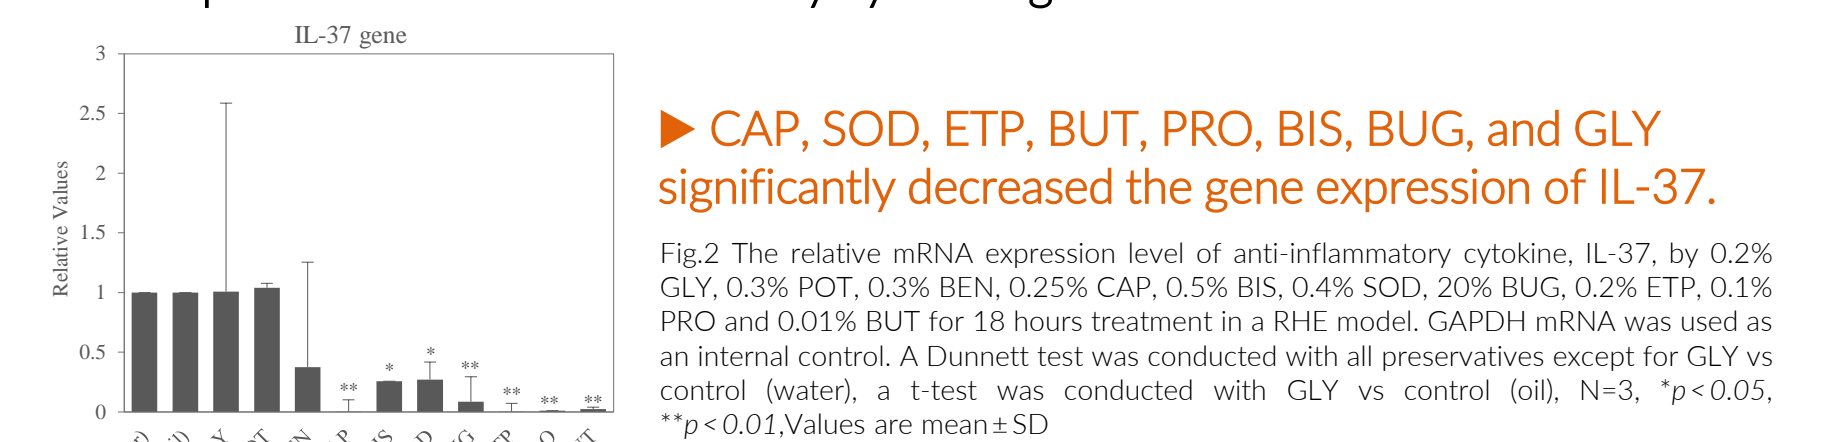 IL-37 gene
3
2.5
2
1.5
1
0.5
0
Relative Values
**
*
*
**
**
**
**
▶ CAP, SOD, ETP, BUT, PRO, BIS, BUG, and GLY
significantly decreased the gene expression of IL-37.
Fig.2 The relative mRNA expression level of anti-inflammatory cytokine, IL-37, by 0.2%
GLY, 0.3% POT, 0.3% BEN, 0.25% CAP, 0.5% BIS, 0.4% SOD, 20% BUG, 0.2% ETP, 0.1%
PRO and 0.01% BUT for 18 hours treatment in a RHE model. GAPDH mRNA was used as
an internal control. A Dunnett test was conducted with all preservatives except for GLY vs
control (water), a t-test was conducted with GLY vs control (oil), N=3, *p<0.05,
**p<0.01,Values are mean±SD